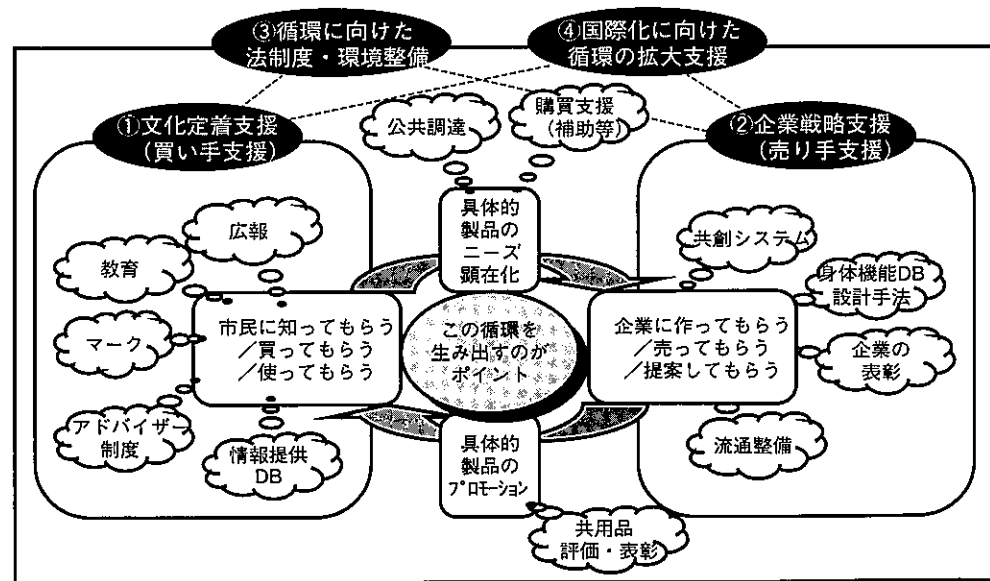 ③循環に向けた
法制度・環境整備
④国際化に向けた
循環の拡大支援
①文化定着支援
(買い手支援)
公共調達
購買支援
(補助等)
②企業戦略支援
(売り手支援)
具体的
製品の
ニーズ
顕在化
広報
教育
マーク
アドバイザー
制度
情報提供
DB
市民に知ってもらう
／買ってもらう
／使ってもらう
この循環を
生み出すのが
ポイント
企業に作ってもらう
／売ってもらう
／提案してもらう
共創システム
身体機能DB
設計手法
企業の
表彰
流通整備
具体的
製品の
プロモーション
共用品
評価・表彰